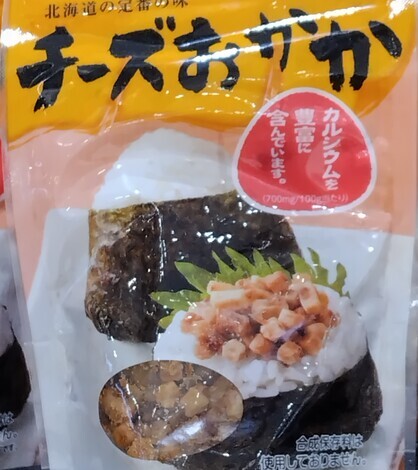 北海道の定番の味
チーズおかか
カルシウムを
豊富に
含んでいます。
(700mg/100g当たり)
合成保存料は
使用しておりません。